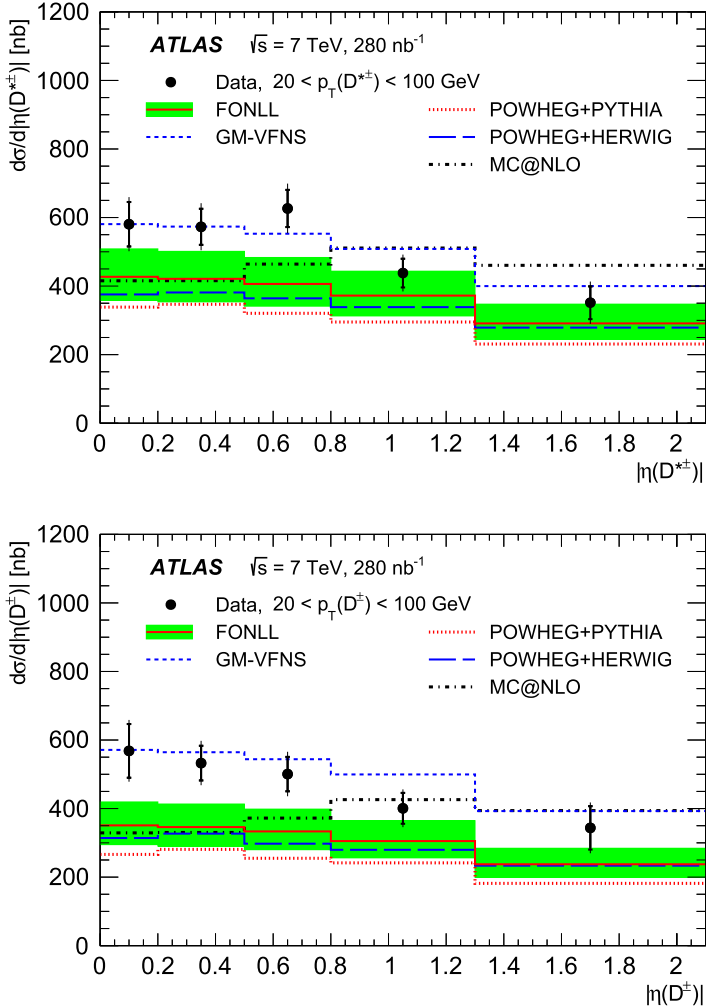 dσ/d|η(D*±)| [nb]
1200
1000
800
600
400
200
0
ATLAS √s = 7 TeV, 280 nb⁻¹
Data, 20 < p_T(D*±) < 100 GeV
FONLL
GM-VFNS
POWHEG+PYTHIA
POWHEG+HERWIG
MC@NLO
0 0.2 0.4 0.6 0.8 1 1.2 1.4 1.6 1.8 2
|η(D*±)|
dσ/d|η(D±)| [nb]
1200
1000
800
600
400
200
0
ATLAS √s = 7 TeV, 280 nb⁻¹
Data, 20 < p_T(D±) < 100 GeV
FONLL
GM-VFNS
POWHEG+PYTHIA
POWHEG+HERWIG
MC@NLO
0 0.2 0.4 0.6 0.8 1 1.2 1.4 1.6 1.8 2
|η(D±)|